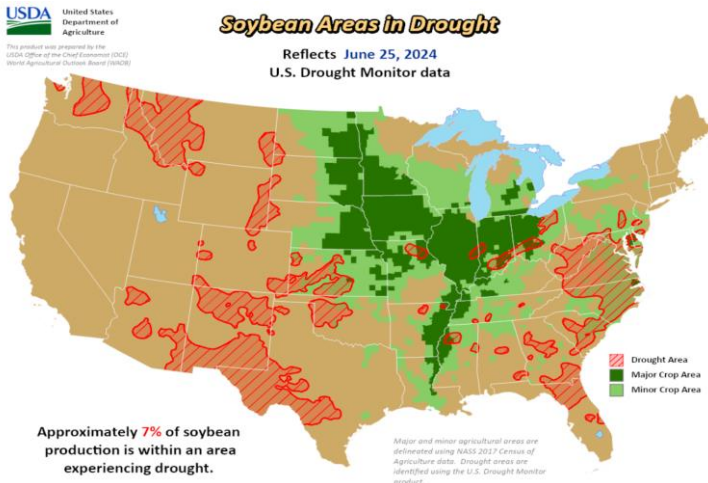 USDA
United States
Department of
Agriculture
This product was prepared by the
USDA Office of the Chief Economist (OCE)
World Agricultural Outlook Board (WAOB)
Soybean Areas in Drought
Reflects June 25, 2024
U.S. Drought Monitor data
Drought Area
Major Crop Area
Minor Crop Area
Approximately 7% of soybean
production is within an area
experiencing drought.
Major and minor agricultural areas are
delineated using NASS 2017 Census of
Agriculture data. Drought areas are
identified using the U.S. Drought Monitor
product.